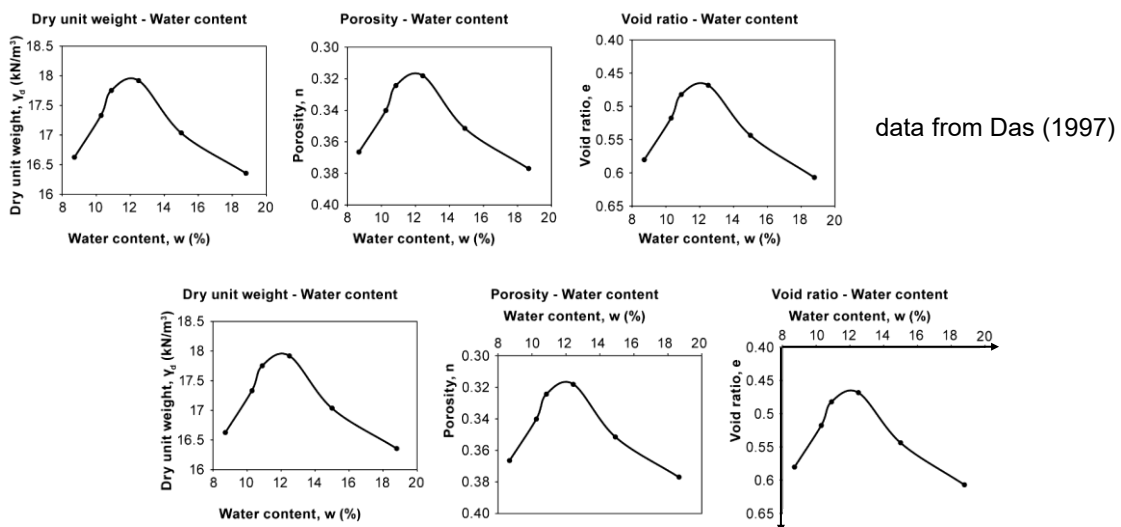 Dry unit weight - Water content
Dry unit weight, γd (kN/m³)
18.5
18
17.5
17
16.5
16
8 10 12 14 16 18 20
Water content, w (%)
Porosity - Water content
Porosity, n
0.30
0.32
0.34
0.36
0.38
0.40
8 10 12 14 16 18 20
Water content, w (%)
Void ratio - Water content
Void ratio, e
0.40
0.45
0.5
0.55
0.6
0.65
8 10 12 14 16 18 20
Water content, w (%)
data from Das (1997)
Dry unit weight - Water content
Dry unit weight, γd (kN/m³)
18.5
18
17.5
17
16.5
16
8 10 12 14 16 18 20
Water content, w (%)
Porosity - Water content
Water content, w (%)
8 10 12 14 16 18 20
Porosity, n
0.30
0.32
0.34
0.36
0.38
0.40
Void ratio - Water content
Water content, w (%)
8 10 12 14 16 18 20
Void ratio, e
0.40
0.45
0.5
0.55
0.6
0.65